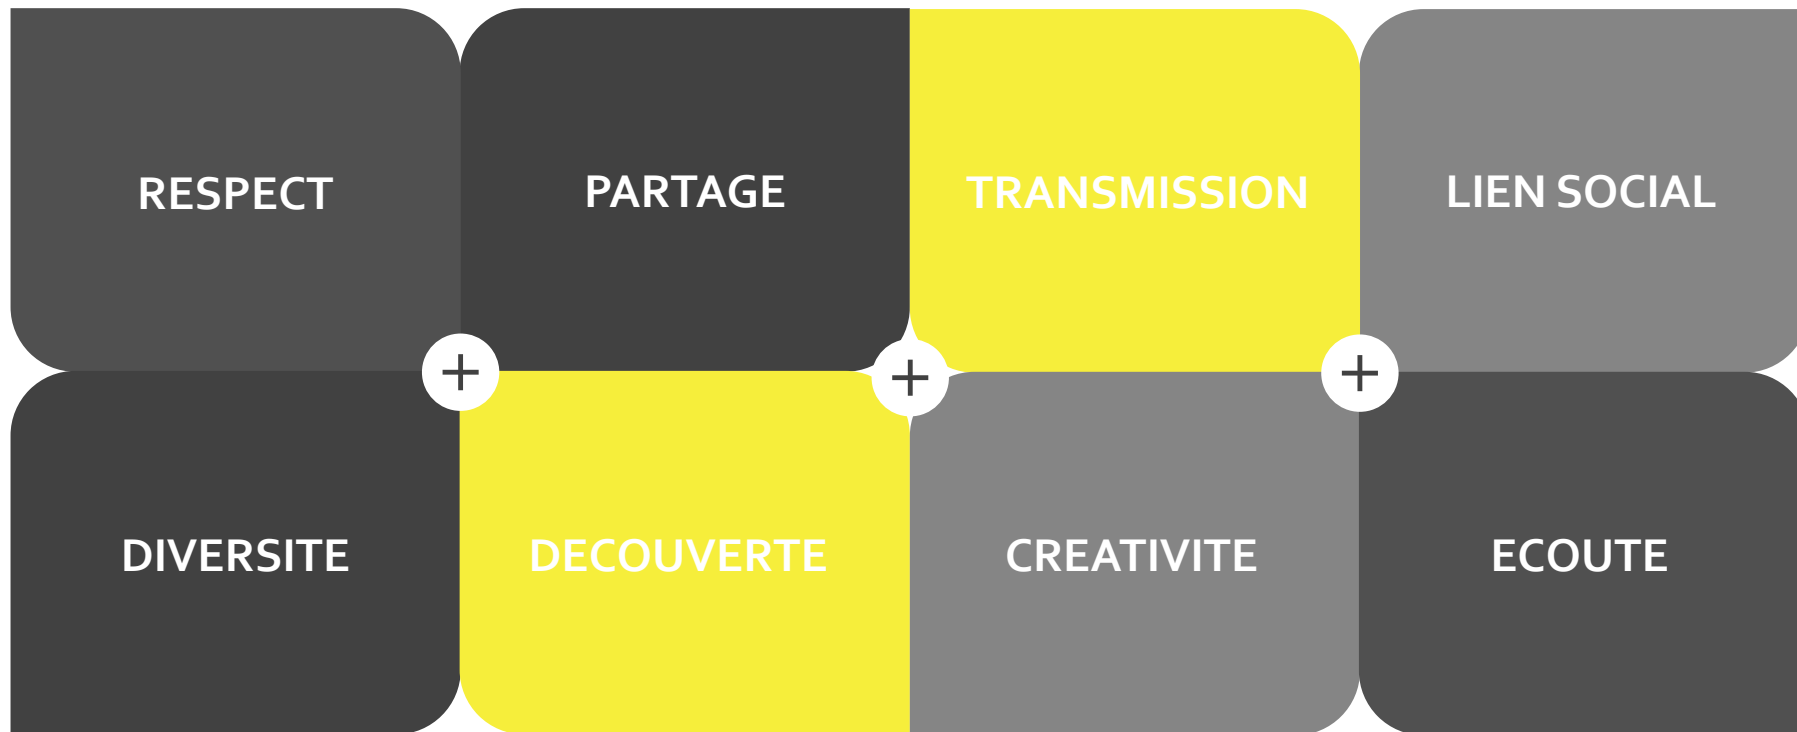 RESPECT
PARTAGE
TRANSMISSION
LIEN SOCIAL
+
+
+
DIVERSITE
DECOUVERTE
CREATIVITE
ECOUTE